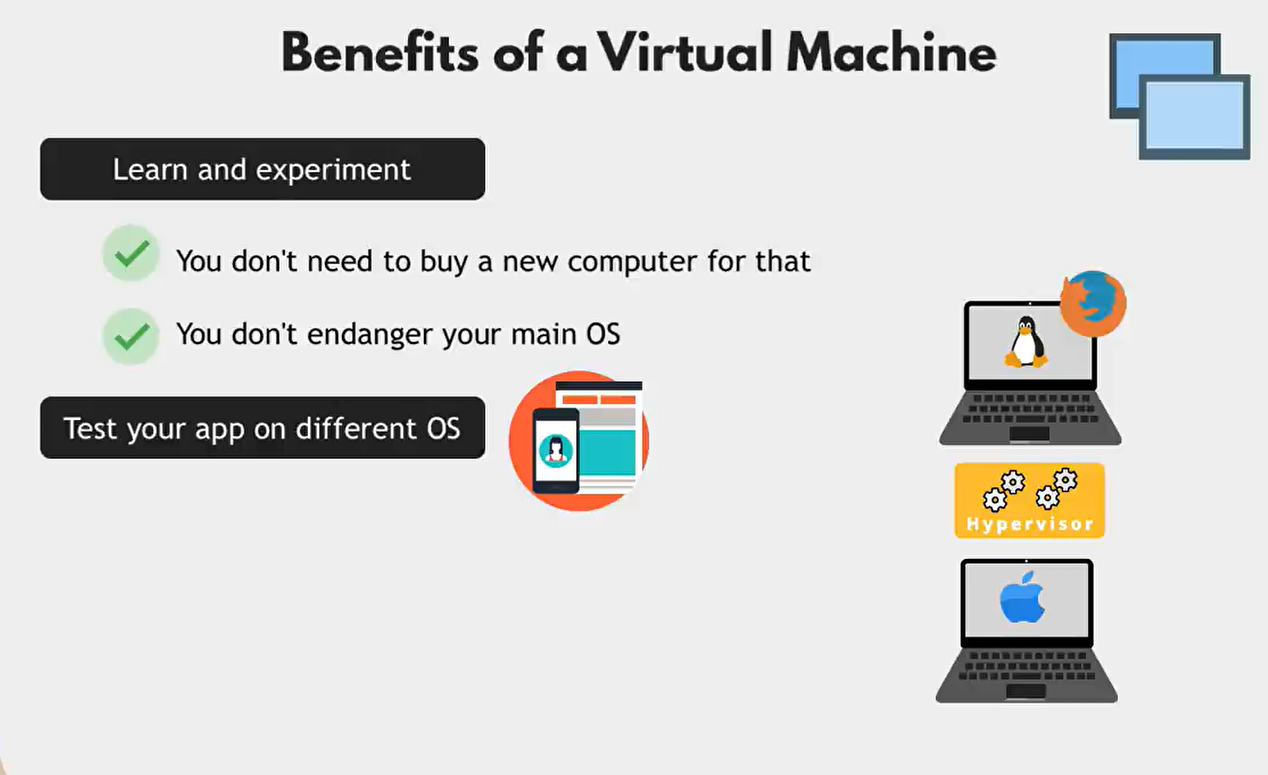 Benefits of a Virtual Machine
Learn and experiment
You don't need to buy a new computer for that
You don't endanger your main OS
Test your app on different OS
Hypervisor